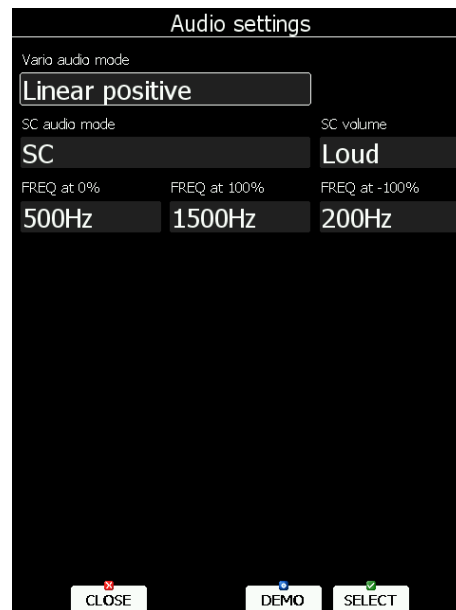 Audio settings
Vario audio mode
Linear positive
SC audio mode SC volume
SC Loud
FREQ at 0% FREQ at 100% FREQ at -100%
500Hz 1500Hz 200Hz
CLOSE DEMO SELECT